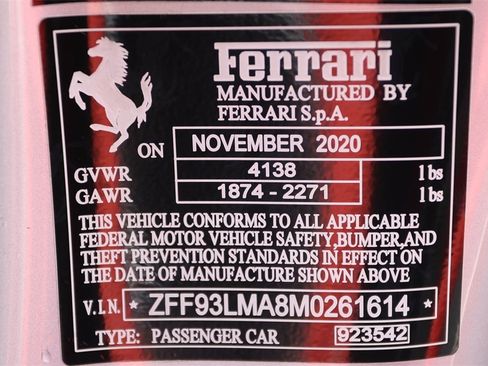 Ferrari
MANUFACTURED BY
FERRARI S.p.A.
ON NOVEMBER 2020
GVWR 4138 lbs
GAWR 1874 - 2271 lbs
THIS VEHICLE CONFORMS TO ALL APPLICABLE
FEDERAL MOTOR VEHICLE SAFETY,BUMPER,AND
THEFT PREVENTION STANDARDS IN EFFECT ON
THE DATE OF MANUFACTURE SHOWN ABOVE
V.I.N. * ZFF93LMA8M0261614 *
TYPE: PASSENGER CAR 923542